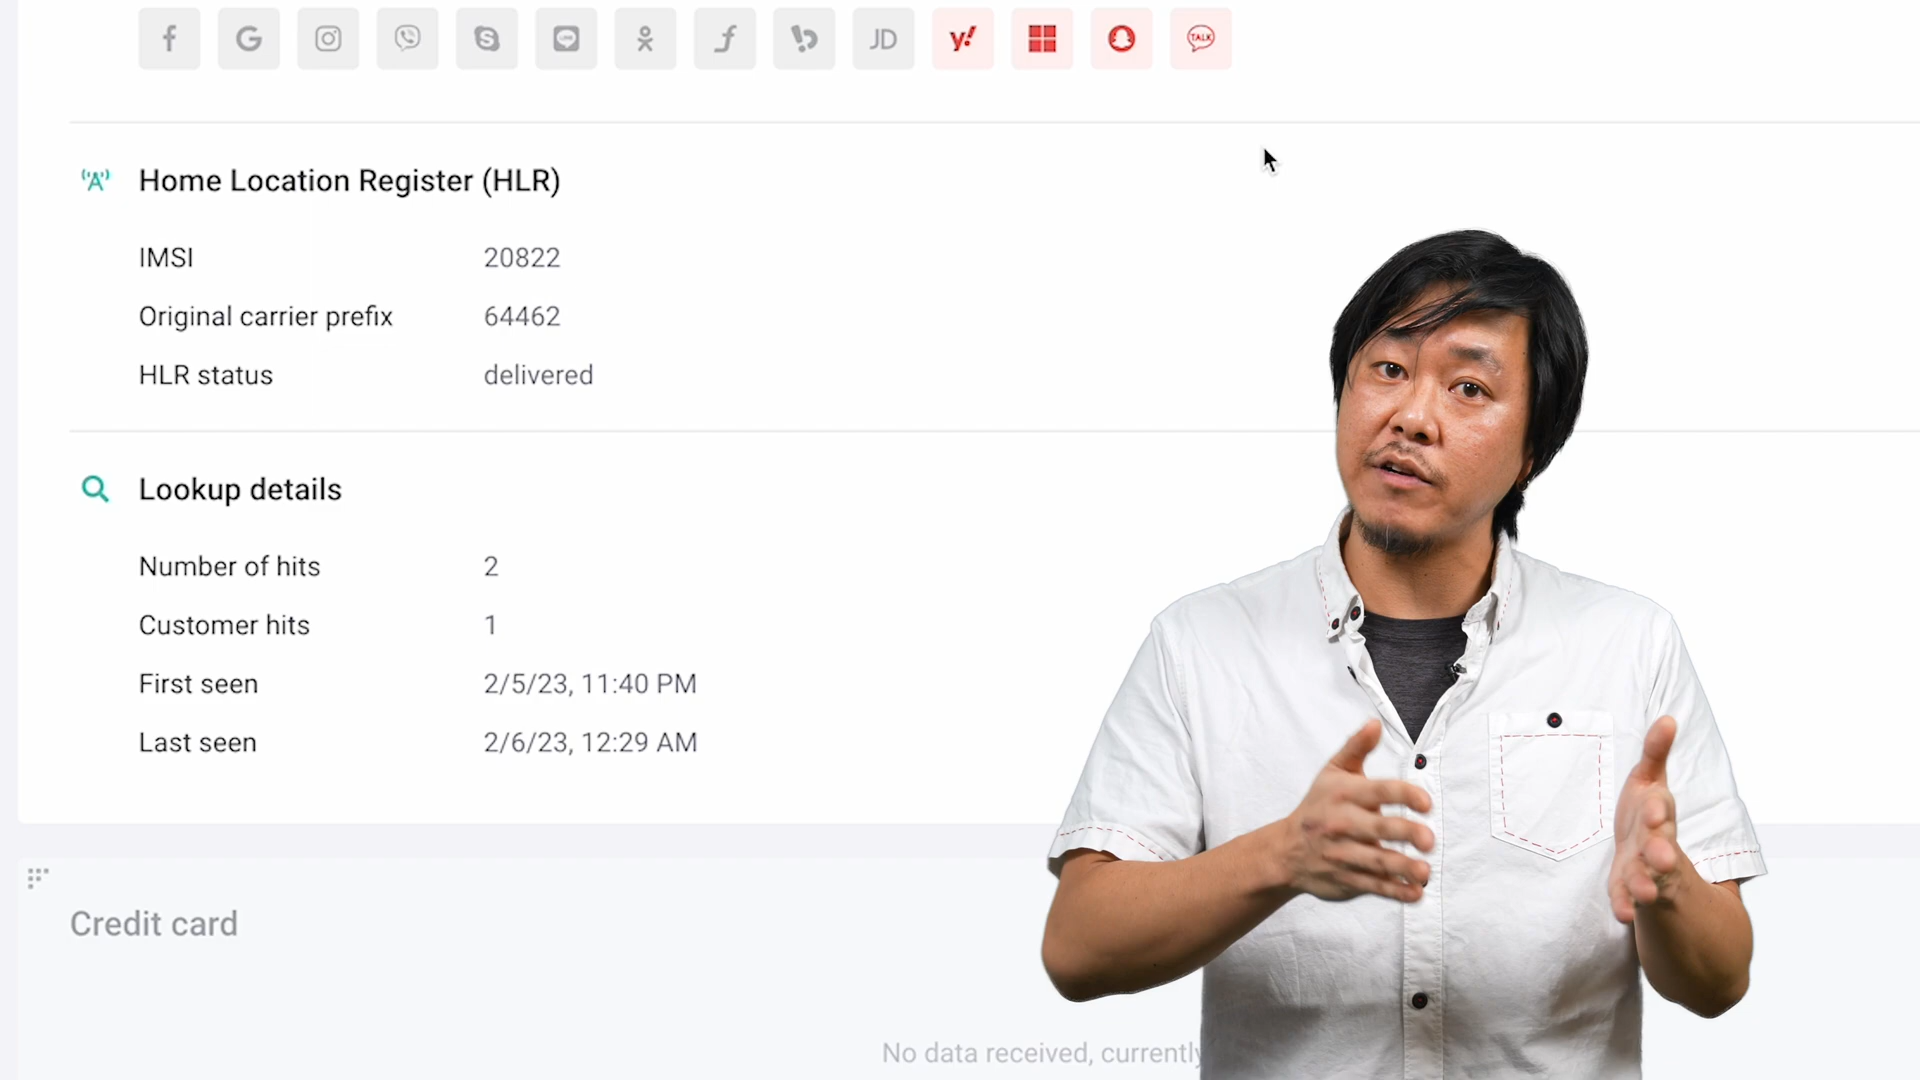 f G LINE f JD y! TALK
Home Location Register (HLR)
IMSI 20822
Original carrier prefix 64462
HLR status delivered
Lookup details
Number of hits 2
Customer hits 1
First seen 2/5/23, 11:40 PM
Last seen 2/6/23, 12:29 AM
Credit card
No data received, currently